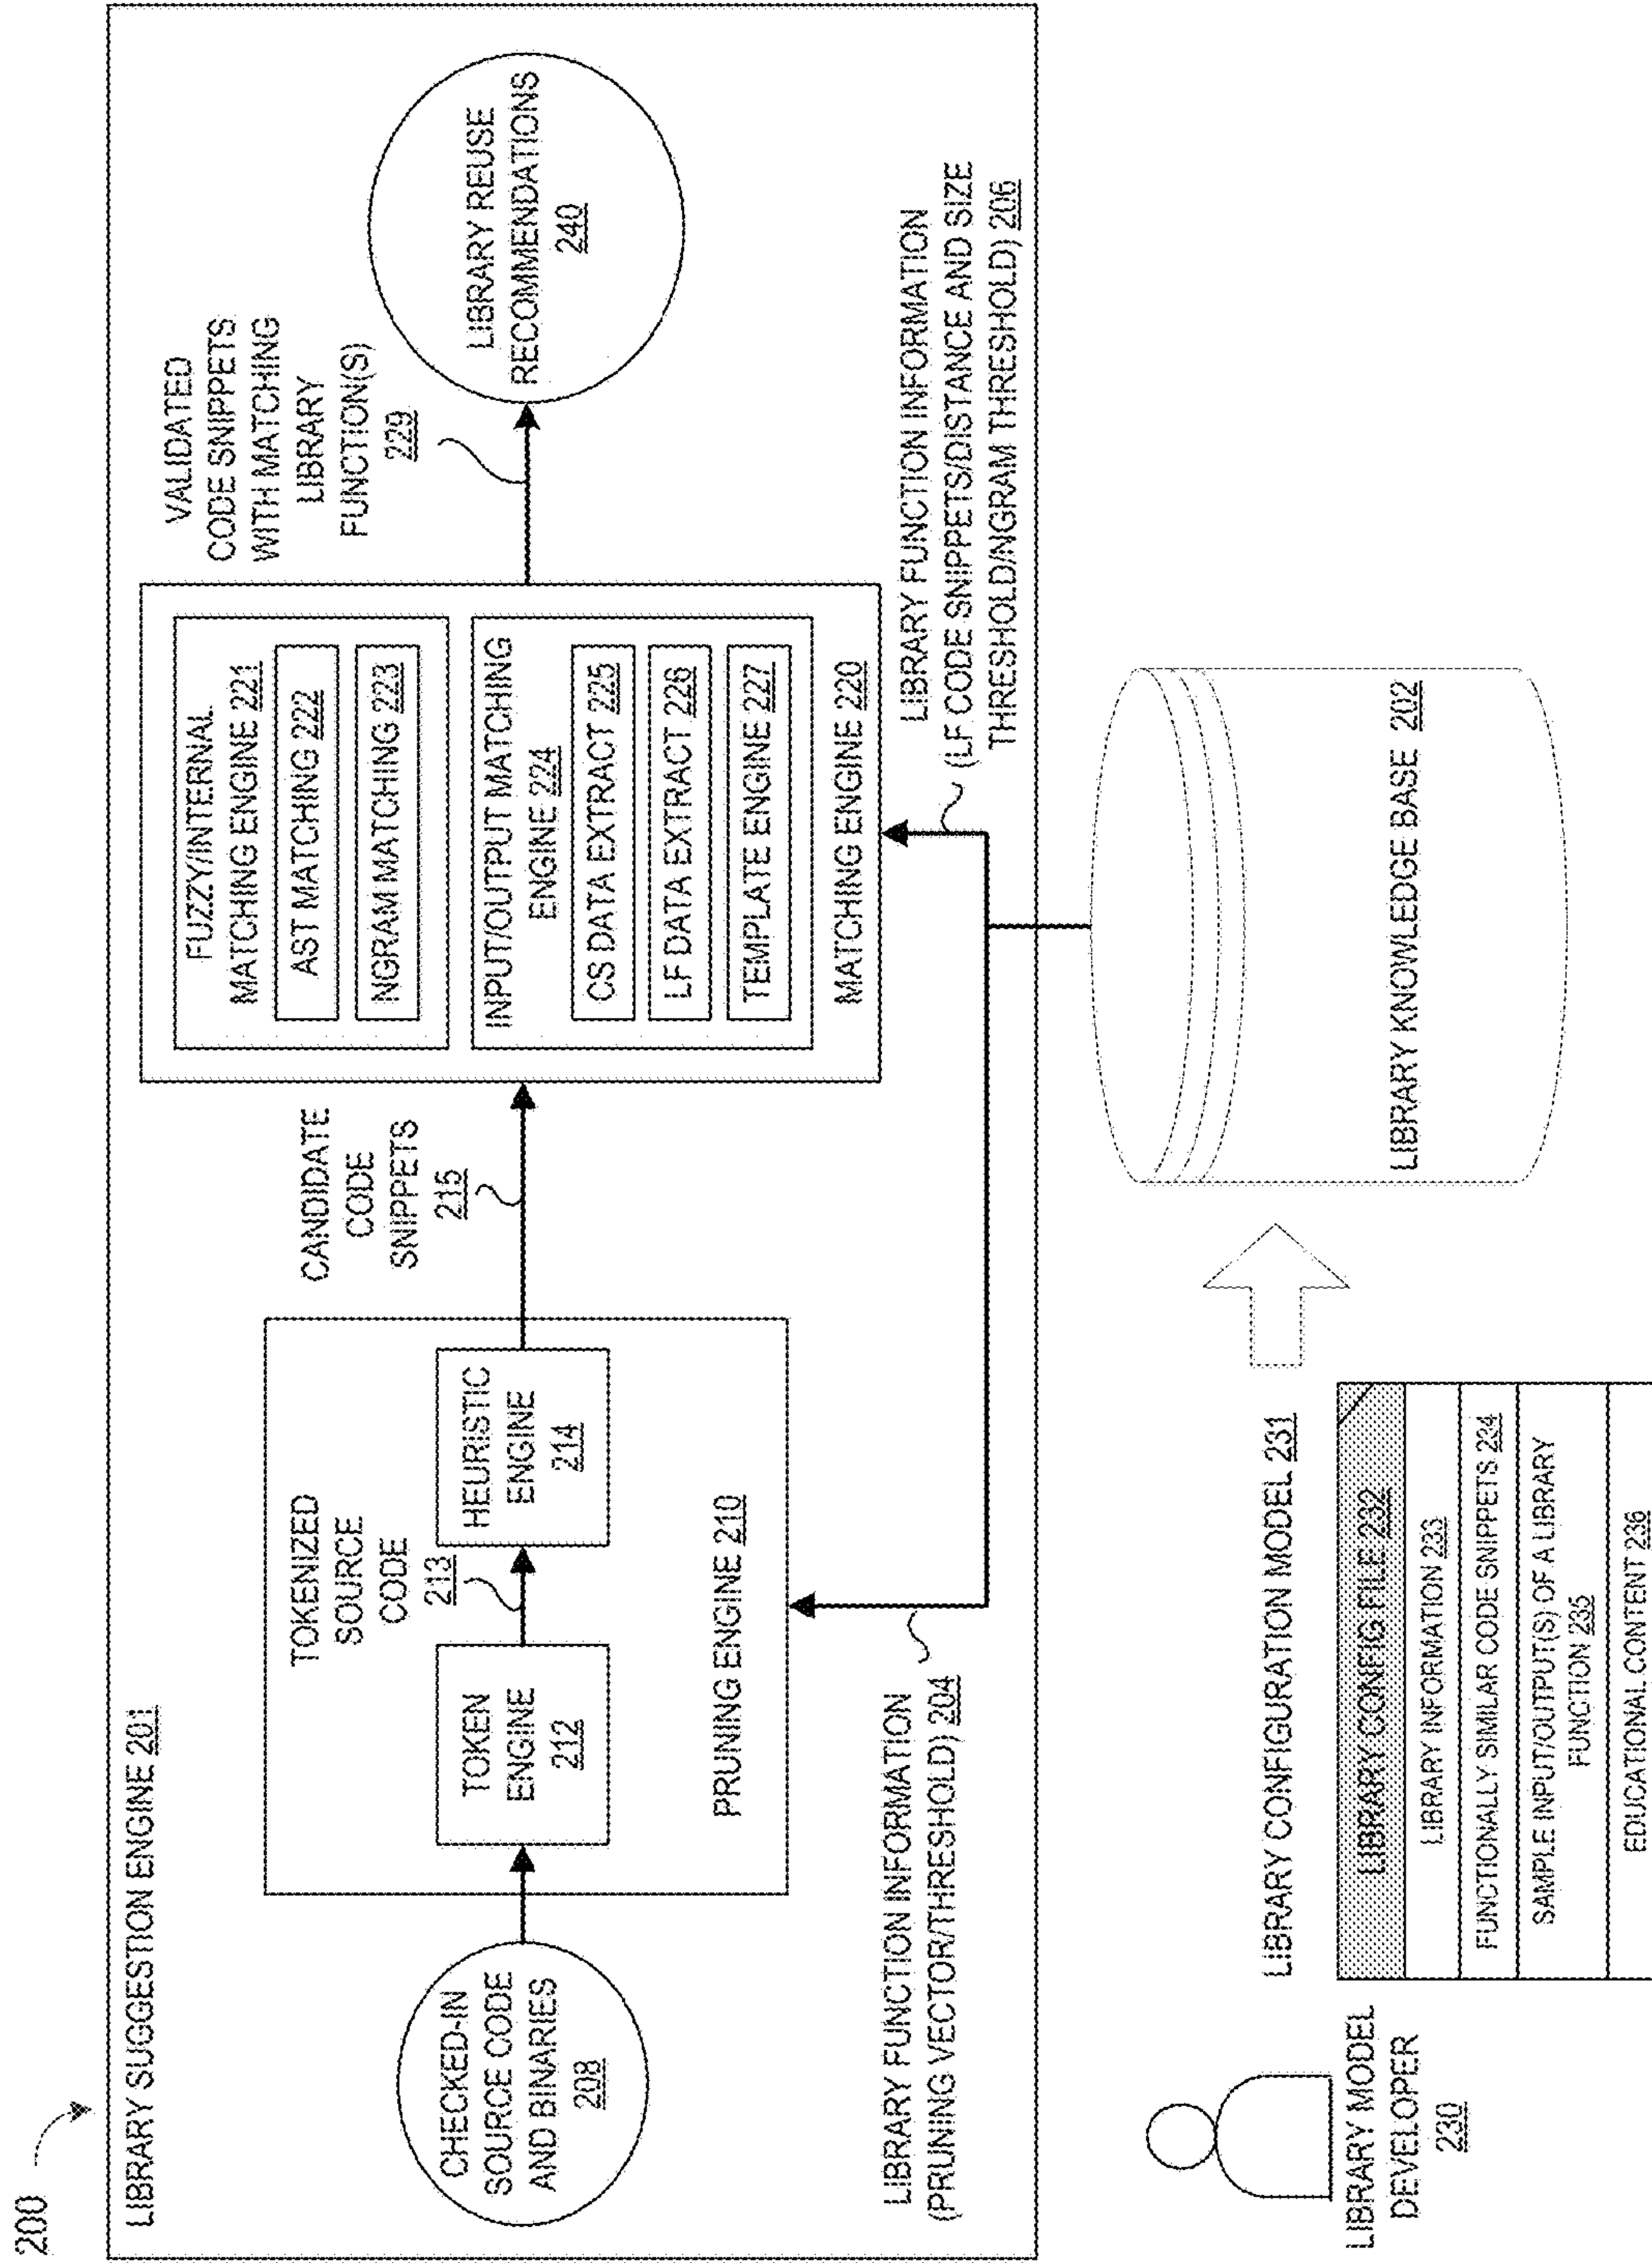 200
LIBRARY SUGGESTION ENGINE 201
CHECKED-IN
SOURCE CODE
AND BINARIES
208
TOKENIZED
SOURCE
CODE
213
TOKEN
ENGINE
212
HEURISTIC
ENGINE
214
PRUNING ENGINE 210
CANDIDATE
CODE
SNIPPETS
215
FUZZY/INTERNAL
MATCHING ENGINE 221
AST MATCHING 222
NGRAM MATCHING 223
INPUT/OUTPUT MATCHING
ENGINE 224
CS DATA EXTRACT 225
LF DATA EXTRACT 226
TEMPLATE ENGINE 227
MATCHING ENGINE 220
VALIDATED
CODE SNIPPETS
WITH MATCHING
LIBRARY
FUNCTION(S)
229
LIBRARY REUSE
RECOMMENDATIONS
240
LIBRARY FUNCTION INFORMATION
(PRUNING VECTOR/THRESHOLD) 204
LIBRARY FUNCTION INFORMATION
(LF CODE SNIPPETS/DISTANCE AND SIZE
THRESHOLD/NGRAM THRESHOLD) 206
LIBRARY MODEL
DEVELOPER
230
LIBRARY CONFIGURATION MODEL 231
LIBRARY CONFIG FILE 232
LIBRARY INFORMATION 233
FUNCTIONALLY SIMILAR CODE SNIPPETS 234
SAMPLE INPUT/OUTPUT(S) OF A LIBRARY
FUNCTION 235
EDUCATIONAL CONTENT 236
LIBRARY KNOWLEDGE BASE 202